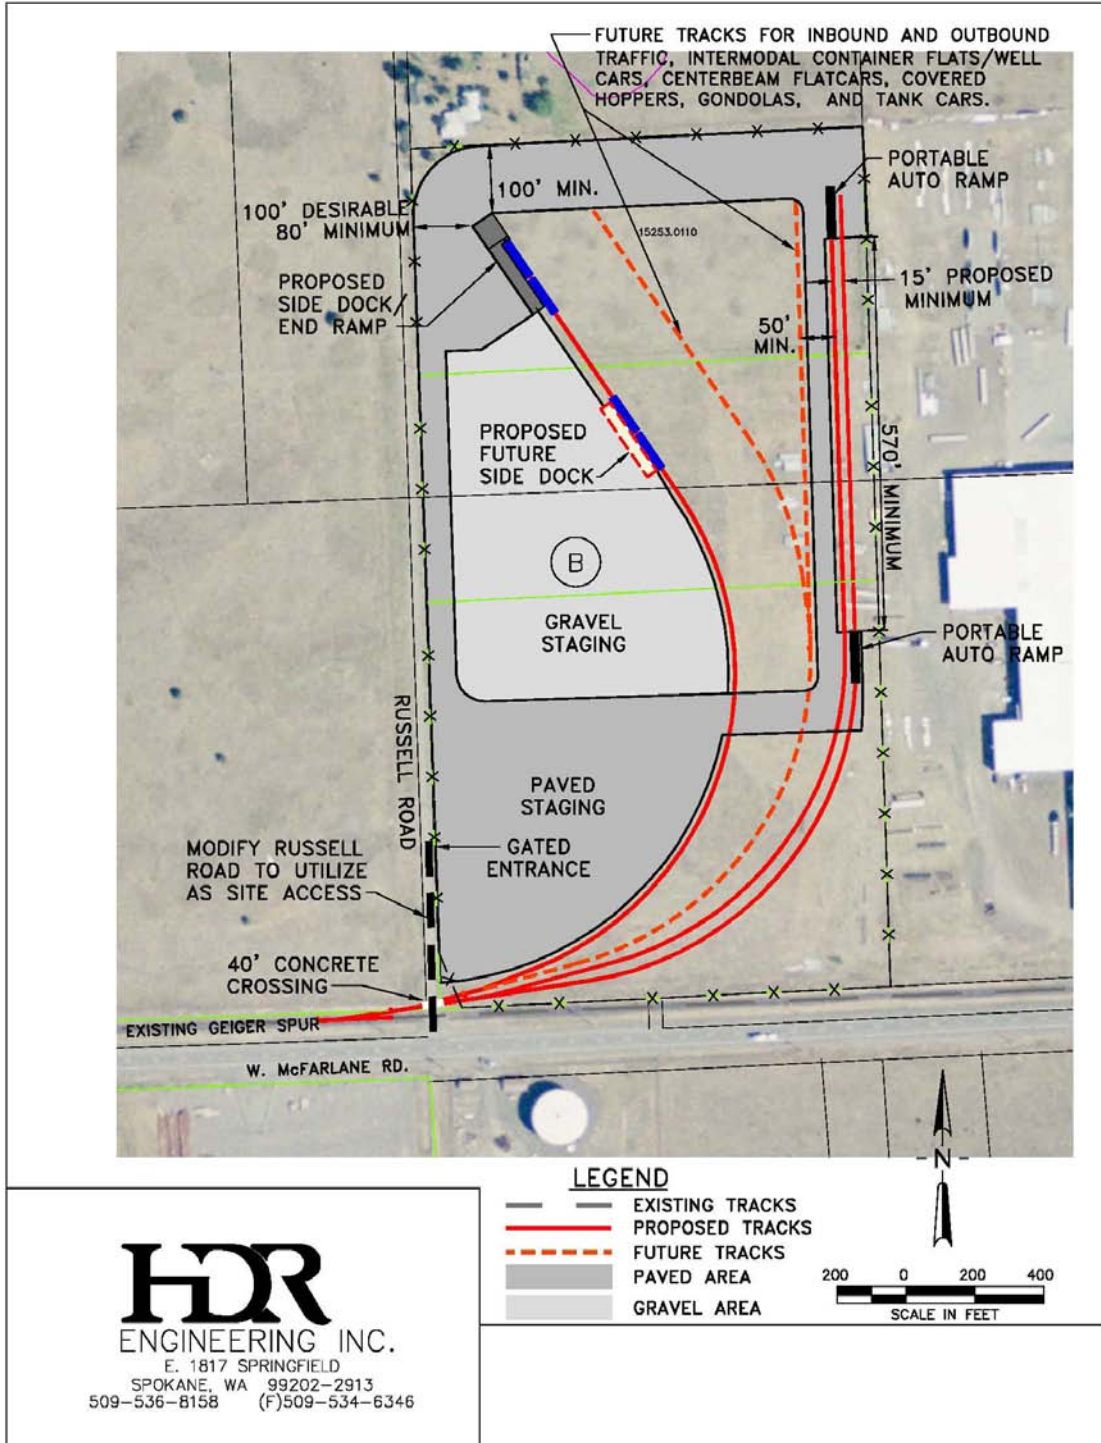 FUTURE TRACKS FOR INBOUND AND OUTBOUND
TRAFFIC, INTERMODAL CONTAINER FLATS/WELL
CARS, CENTERBEAM FLATCARS, COVERED
HOPPERS, GONDOLAS, AND TANK CARS.
PORTABLE
AUTO RAMP
100' MIN.
100' DESIRABLE
80' MINIMUM
15253.0110
PROPOSED
SIDE DOCK/
END RAMP
15' PROPOSED
MINIMUM
50'
MIN.
570' MINIMUM
PROPOSED
FUTURE
SIDE DOCK
B
GRAVEL
STAGING
PORTABLE
AUTO RAMP
RUSSELL ROAD
PAVED
STAGING
GATED
ENTRANCE
MODIFY RUSSELL
ROAD TO UTILIZE
AS SITE ACCESS
40' CONCRETE
CROSSING
EXISTING GEIGER SPUR
W. McFARLANE RD.
-N-
LEGEND
EXISTING TRACKS
PROPOSED TRACKS
FUTURE TRACKS
PAVED AREA
GRAVEL AREA
200 0 200 400
SCALE IN FEET
HDR
ENGINEERING INC.
E. 1817 SPRINGFIELD
SPOKANE, WA 99202-2913
509-536-8158 (F)509-534-6346